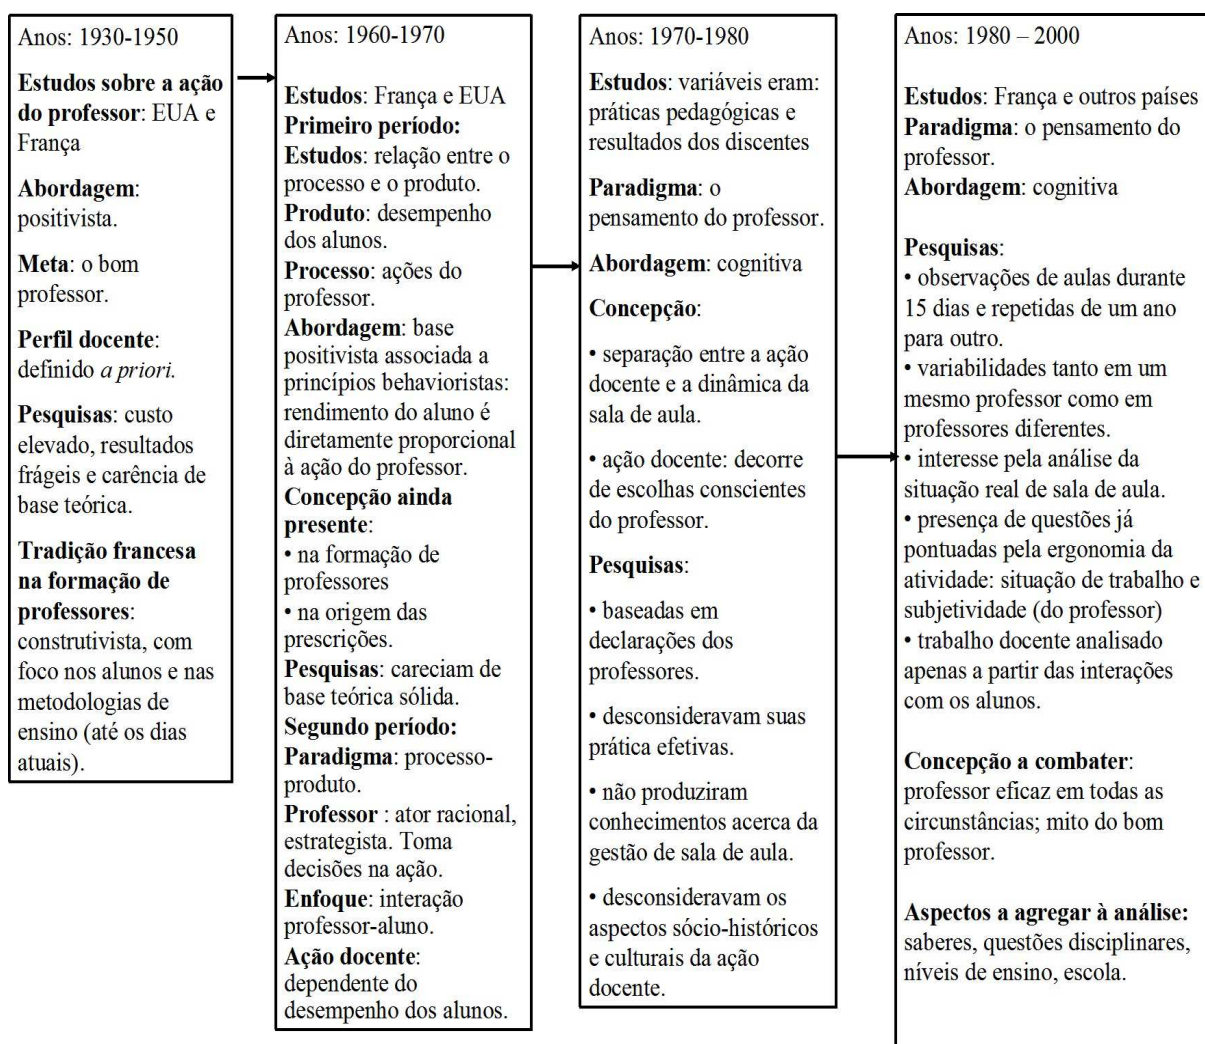 Anos: 1930-1950
Estudos sobre a ação
do professor: EUA e
França
Abordagem:
positivista.
Meta: o bom
professor.
Perfil docente:
definido a priori.
Pesquisas: custo
elevado, resultados
frágeis e carência de
base teórica.
Tradição francesa
na formação de
professores:
construtivista, com
foco nos alunos e nas
metodologias de
ensino (até os dias
atuais).
Anos: 1960-1970
Estudos: França e EUA
Primeiro período:
Estudos: relação entre o
processo e o produto.
Produto: desempenho
dos alunos.
Processo: ações do
professor.
Abordagem: base
positivista associada a
princípios behavioristas:
rendimento do aluno é
diretamente proporcional
à ação do professor.
Concepção ainda
presente:
• na formação de
professores
• na origem das
prescrições.
Pesquisas: careciam de
base teórica sólida.
Segundo período:
Paradigma: processo-
produto.
Professor : ator racional,
estrategista. Toma
decisões na ação.
Enfoque: interação
professor-aluno.
Ação docente:
dependente do
desempenho dos alunos.
Anos: 1970-1980
Estudos: variáveis eram:
práticas pedagógicas e
resultados dos discentes
Paradigma: o
pensamento do professor.
Abordagem: cognitiva
Concepção:
• separação entre a ação
docente e a dinâmica da
sala de aula.
• ação docente: decorre
de escolhas conscientes
do professor.
Pesquisas:
• baseadas em
declarações dos
professores.
• desconsideravam suas
prática efetivas.
• não produziram
conhecimentos acerca da
gestão de sala de aula.
• desconsideravam os
aspectos sócio-históricos
e culturais da ação
docente.
Anos: 1980 – 2000
Estudos: França e outros países
Paradigma: o pensamento do
professor.
Abordagem: cognitiva
Pesquisas:
• observações de aulas durante
15 dias e repetidas de um ano
para outro.
• variabilidades tanto em um
mesmo professor como em
professores diferentes.
• interesse pela análise da
situação real de sala de aula.
• presença de questões já
pontuadas pela ergonomia da
atividade: situação de trabalho e
subjetividade (do professor)
• trabalho docente analisado
apenas a partir das interações
com os alunos.
Concepção a combater:
professor eficaz em todas as
circunstâncias; mito do bom
professor.
Aspectos a agregar à análise:
saberes, questões disciplinares,
níveis de ensino, escola.